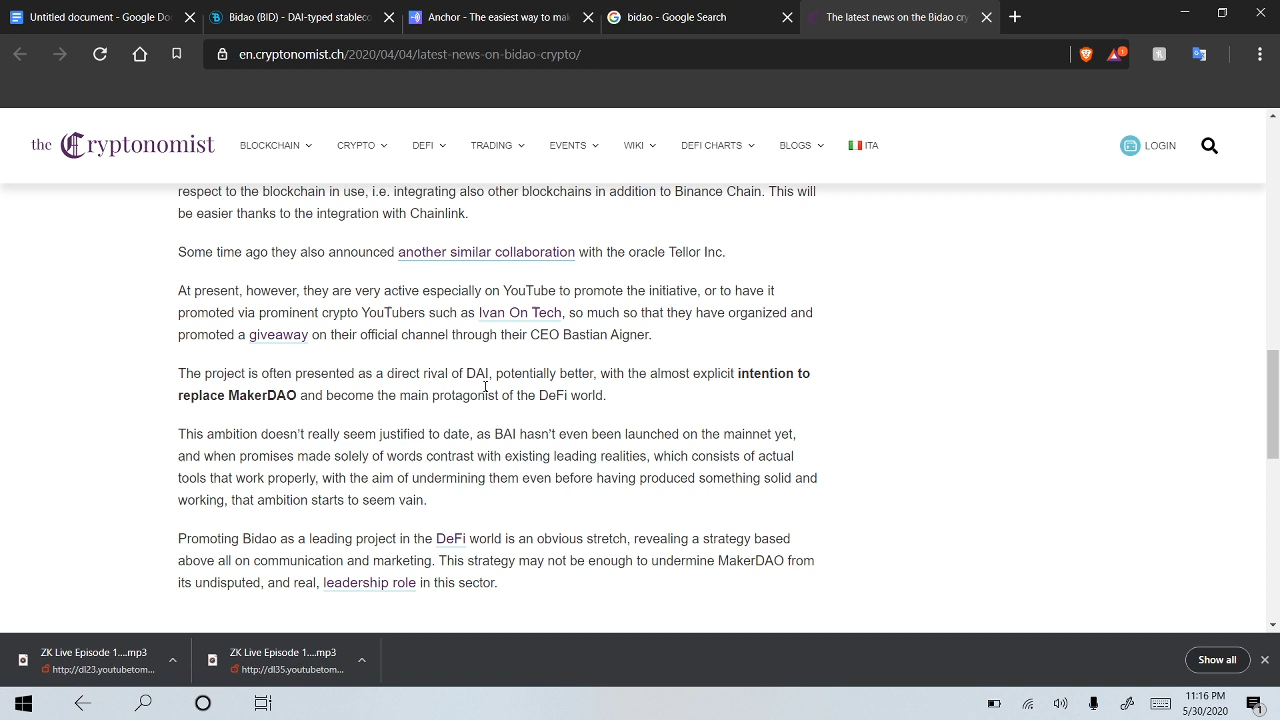 Untitled document - Google Do
Bidao (BID) - DAI-typed stablecc
Anchor - The easiest way to mak
bidao - Google Search
The latest news on the Bidao cry
en.cryptonomist.ch/2020/04/04/latest-news-on-bidao-crypto/
1
the Cryptonomist
BLOCKCHAIN
CRYPTO
DEFI
TRADING
EVENTS
WIKI
DEFI CHARTS
BLOGS
ITA
LOGIN
respect to the blockchain in use, i.e. integrating also other blockchains in addition to Binance Chain. This will
be easier thanks to the integration with Chainlink.
Some time ago they also announced another similar collaboration with the oracle Tellor Inc.
At present, however, they are very active especially on YouTube to promote the initiative, or to have it
promoted via prominent crypto YouTubers such as Ivan On Tech, so much so that they have organized and
promoted a giveaway on their official channel through their CEO Bastian Aigner.
The project is often presented as a direct rival of DAI, potentially better, with the almost explicit intention to
replace MakerDAO and become the main protagonist of the DeFi world.
This ambition doesn't really seem justified to date, as BAI hasn't even been launched on the mainnet yet,
and when promises made solely of words contrast with existing leading realities, which consists of actual
tools that work properly, with the aim of undermining them even before having produced something solid and
working, that ambition starts to seem vain.
Promoting Bidao as a leading project in the DeFi world is an obvious stretch, revealing a strategy based
above all on communication and marketing. This strategy may not be enough to undermine MakerDAO from
its undisputed, and real, leadership role in this sector.
ZK Live Episode 1....mp3
http://dl23.youtubetom...
ZK Live Episode 1....mp3
http://dl35.youtubetom...
Show all
11:16 PM
5/30/2020
1